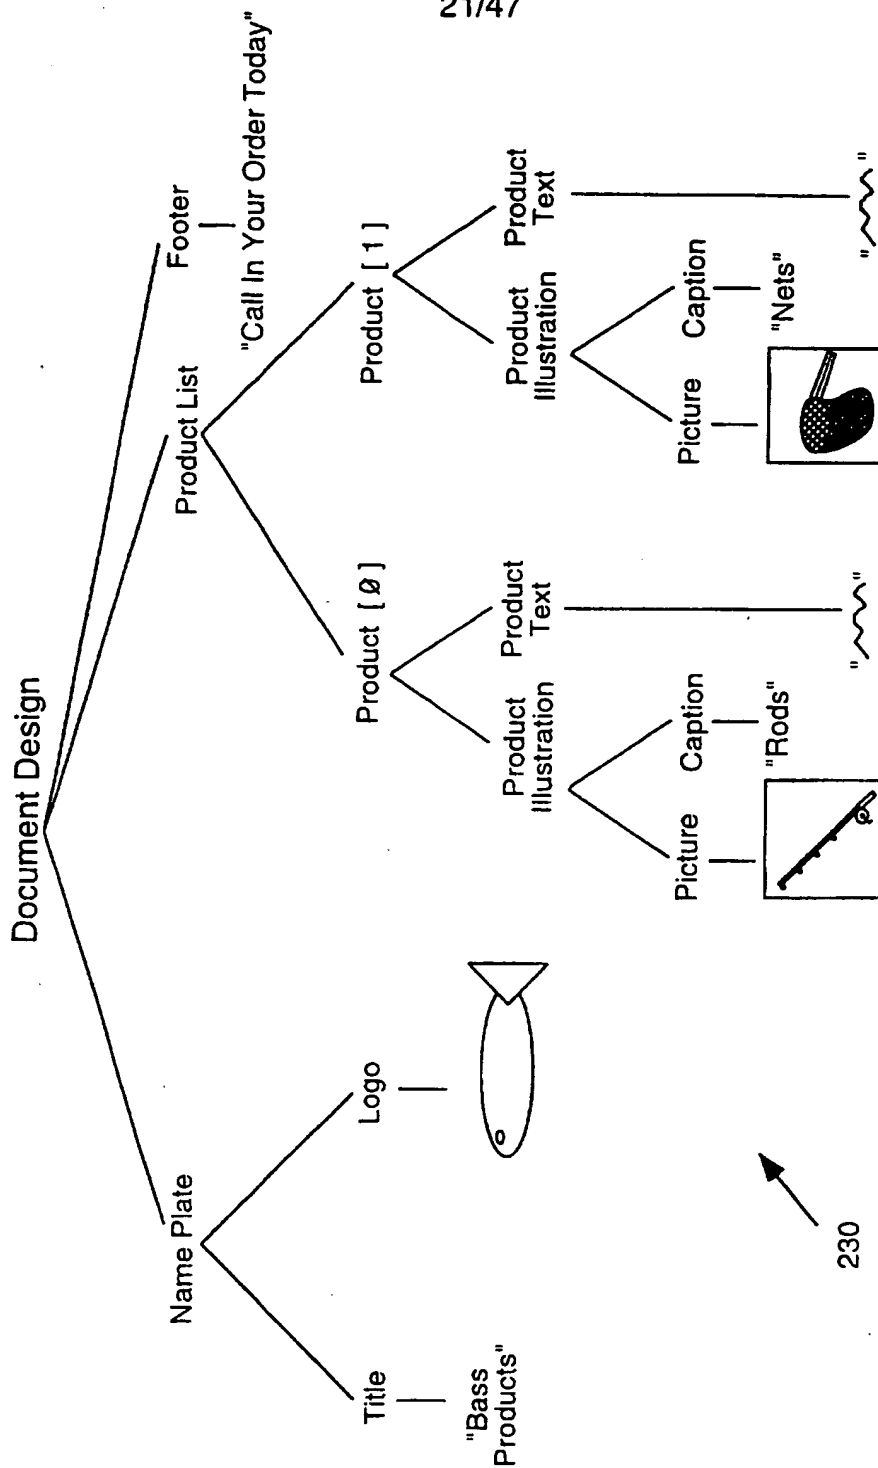 21/47
Document Design
Name Plate
Product List
Footer
"Call In Your Order Today"
Title
Logo
Product [0]
Product [1]
"Bass
Products"
Product
Illustration
Product
Text
Product
Illustration
Product
Text
Picture
Caption
Picture
Caption
"Rods"
"Nets"
" "
" "
230